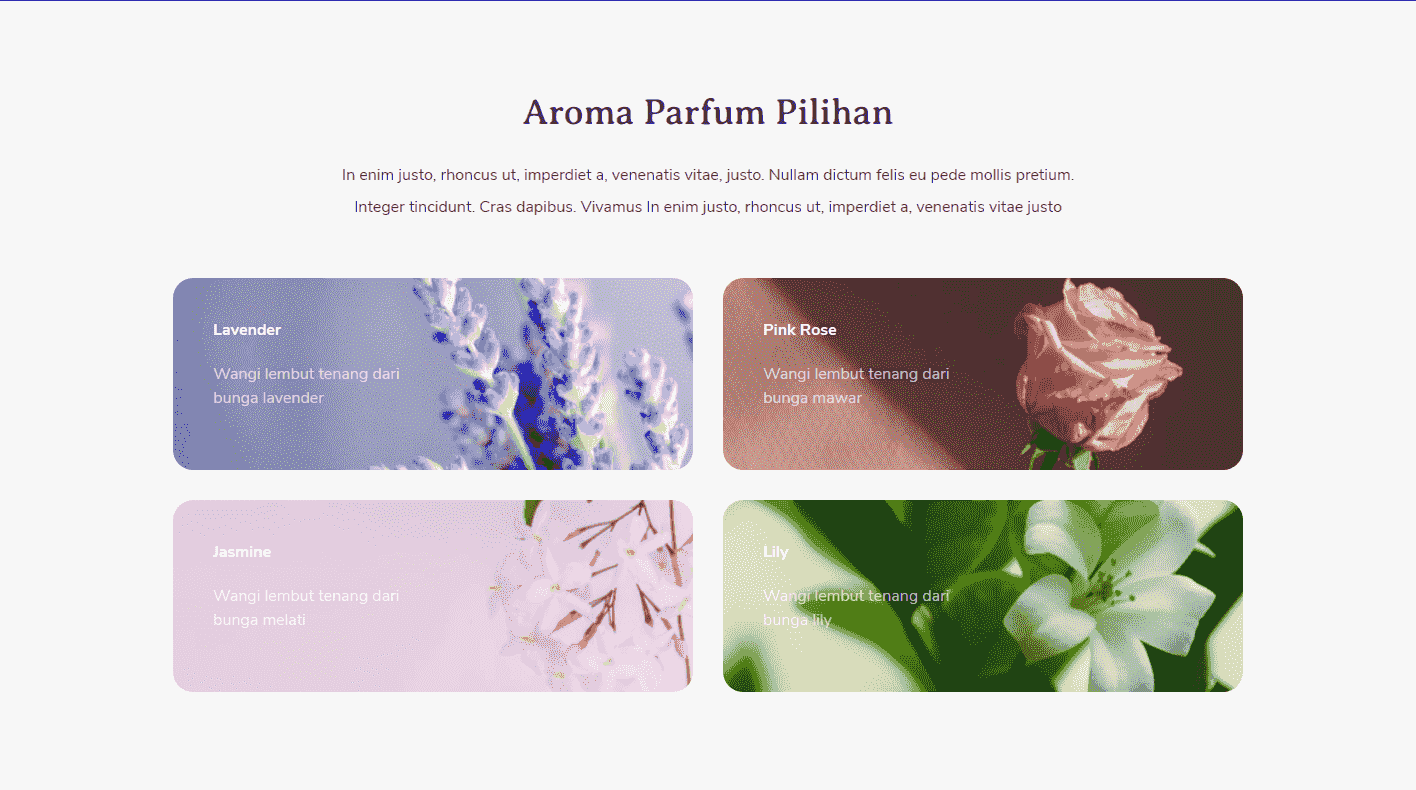 Aroma Parfum Pilihan
In enim justo, rhoncus ut, imperdiet a, venenatis vitae, justo. Nullam dictum felis eu pede mollis pretium.
Integer tincidunt. Cras dapibus. Vivamus In enim justo, rhoncus ut, imperdiet a, venenatis vitae justo
Lavender
Wangi lembut tenang dari
bunga lavender
Pink Rose
Wangi lembut tenang dari
bunga mawar
Jasmine
Wangi lembut tenang dari
bunga melati
Lily
Wangi lembut tenang dari
bunga lily